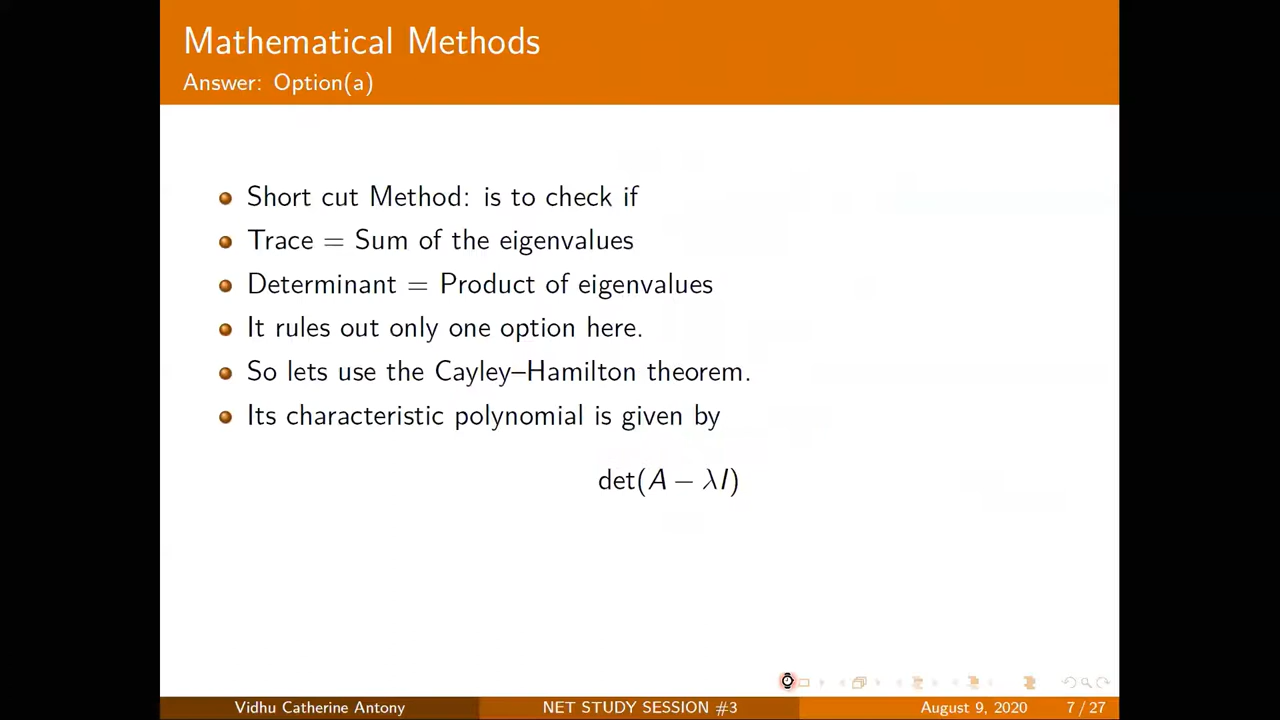 Mathematical Methods
Answer: Option(a)
Short cut Method: is to check if
Trace = Sum of the eigenvalues
Determinant = Product of eigenvalues
It rules out only one option here.
So lets use the Cayley–Hamilton theorem.
Its characteristic polynomial is given by
det(A − λI)
Vidhu Catherine Antony NET STUDY SESSION #3 August 9, 2020 7 / 27